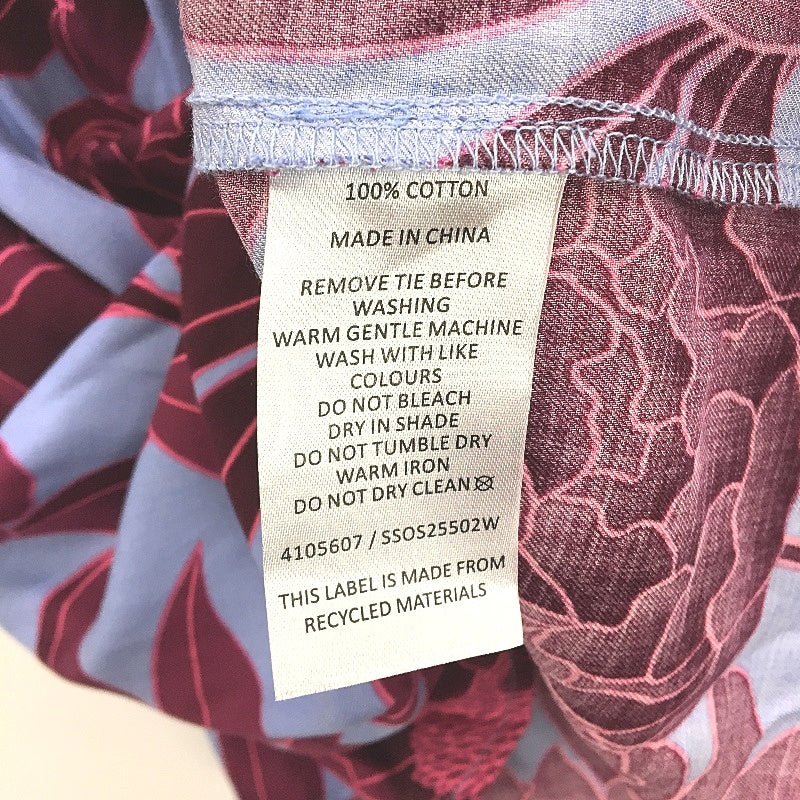 100% COTTON
MADE IN CHINA
REMOVE TIE BEFORE
WASHING
WARM GENTLE MACHINE
WASH WITH LIKE
COLOURS
DO NOT BLEACH
DRY IN SHADE
DO NOT TUMBLE DRY
WARM IRON
DO NOT DRY CLEAN
4105607 / SSOS25502W
THIS LABEL IS MADE FROM
RECYCLED MATERIALS